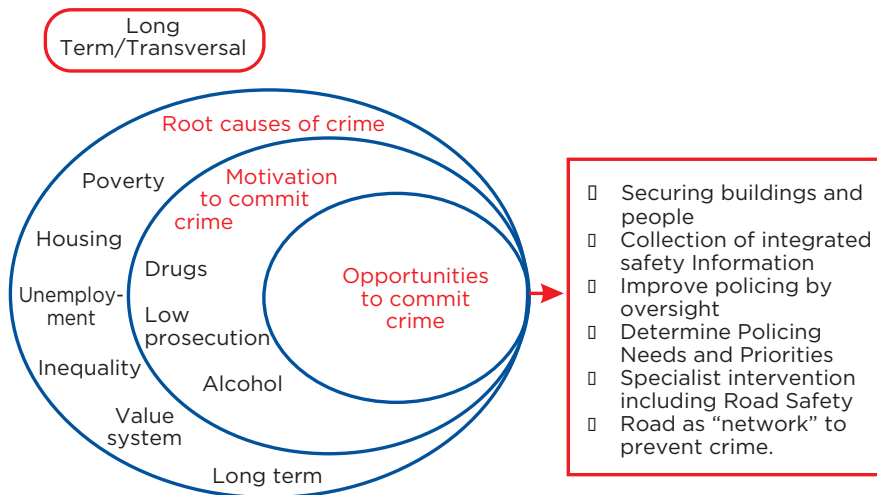 Long
Term/Transversal
Root causes of crime
Poverty
Housing
Unemploy-
ment
Inequality
Value
system
Long term
Motivation
to commit
crime
Drugs
Low
prosecution
Alcohol
Opportunities
to commit
crime
▯ Securing buildings and
people
▯ Collection of integrated
safety Information
▯ Improve policing by
oversight
▯ Determine Policing
Needs and Priorities
▯ Specialist intervention
including Road Safety
▯ Road as “network” to
prevent crime.